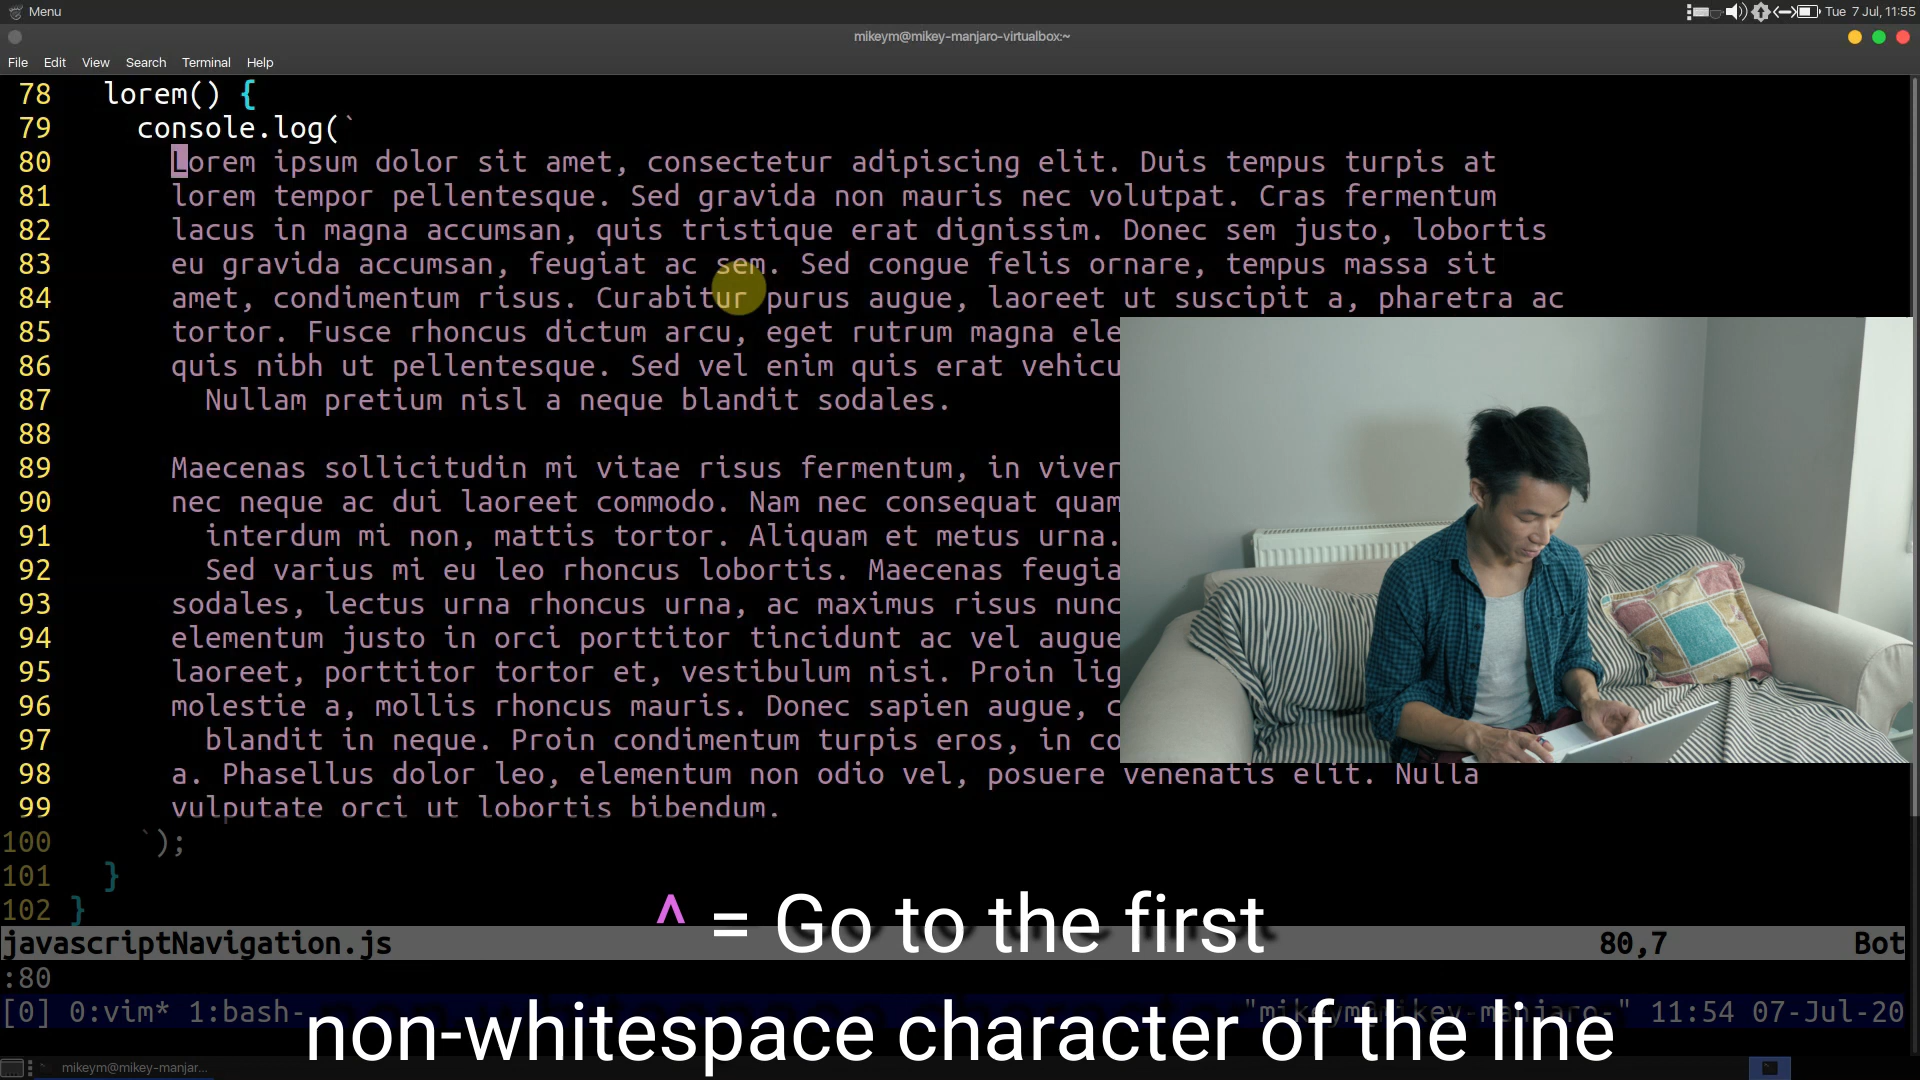 Menu
Tue 7 Jul, 11:55
mikeym@mikey-manjaro-virtualbox:~
File Edit View Search Terminal Help
78 lorem() {
79 console.log(`
80 Lorem ipsum dolor sit amet, consectetur adipiscing elit. Duis tempus turpis at
81 lorem tempor pellentesque. Sed gravida non mauris nec volutpat. Cras fermentum
82 lacus in magna accumsan, quis tristique erat dignissim. Donec sem justo, lobortis
83 eu gravida accumsan, feugiat ac sem. Sed congue felis ornare, tempus massa sit
84 amet, condimentum risus. Curabitur purus augue, laoreet ut suscipit a, pharetra ac
85 tortor. Fusce rhoncus dictum arcu, eget rutrum magna ele
86 quis nibh ut pellentesque. Sed vel enim quis erat vehicu
87 Nullam pretium nisl a neque blandit sodales.
88
89 Maecenas sollicitudin mi vitae risus fermentum, in viver
90 nec neque ac dui laoreet commodo. Nam nec consequat quam
91 interdum mi non, mattis tortor. Aliquam et metus urna.
92 Sed varius mi eu leo rhoncus lobortis. Maecenas feugia
93 sodales, lectus urna rhoncus urna, ac maximus risus nunc
94 elementum justo in orci porttitor tincidunt ac vel augue
95 laoreet, porttitor tortor et, vestibulum nisi. Proin lig
96 molestie a, mollis rhoncus mauris. Donec sapien augue, c
97 blandit in neque. Proin condimentum turpis eros, in co
98 a. Phasellus dolor leo, elementum non odio vel, posuere venenatis elit. Nulla
99 vulputate orci ut lobortis bibendum.
100 `);
101 }
102 }
^ = Go to the first
javascriptNavigation.js 80,7 Bot
:80
[0] 0:vim* 1:bash- "mikeym@mikey-manjaro-" 11:54 07-Jul-20
non-whitespace character of the line
mikeym@mikey-manjar...